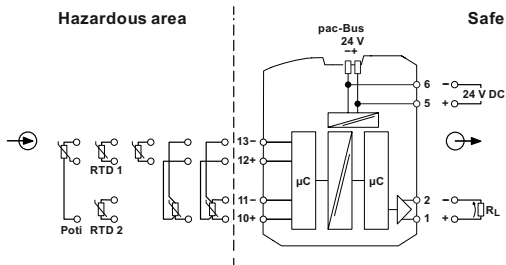 Hazardous area
Safe
pac-Bus
24 V
−+
6 −
24 V DC
5 +
13−
12+
RTD 1
µC
µC
11−
10+
2 −
1 +
RL
Poti
RTD 2